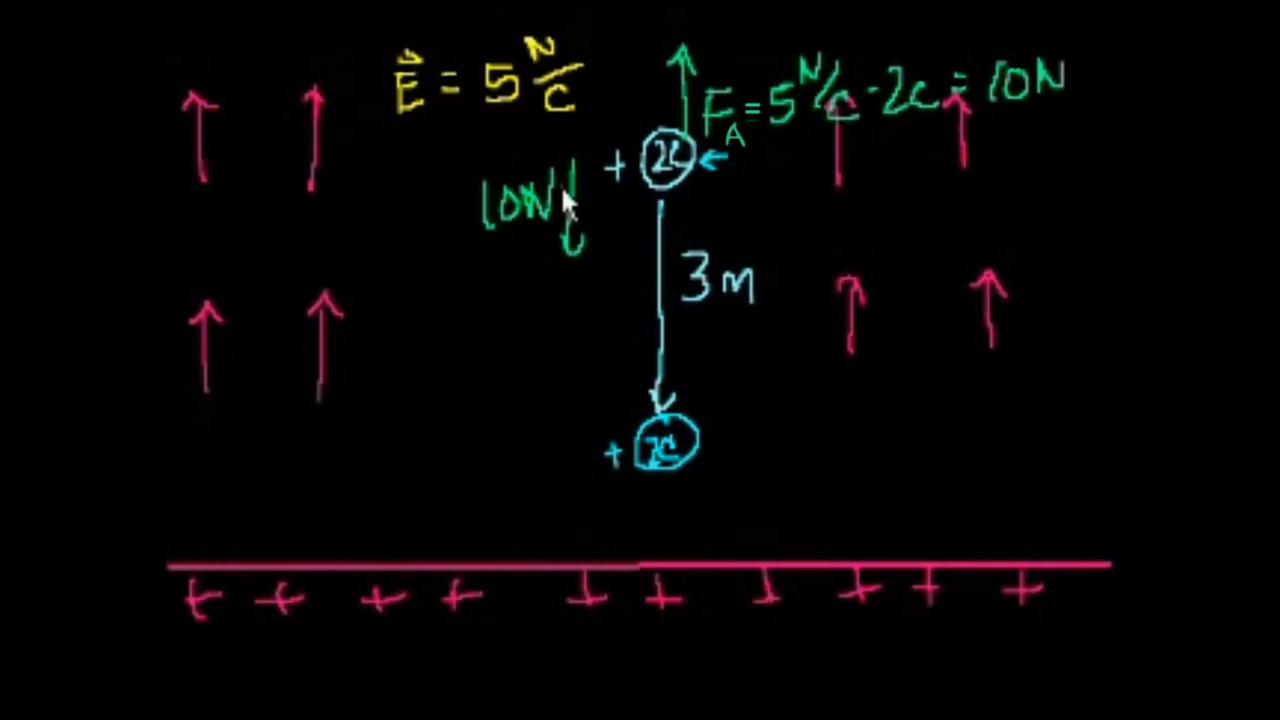 E = 5 N/C
F_A = 5 N/C · 2C = 10N
+ 2C
10N
3m
+ 2C
+ + + + + + + + + +